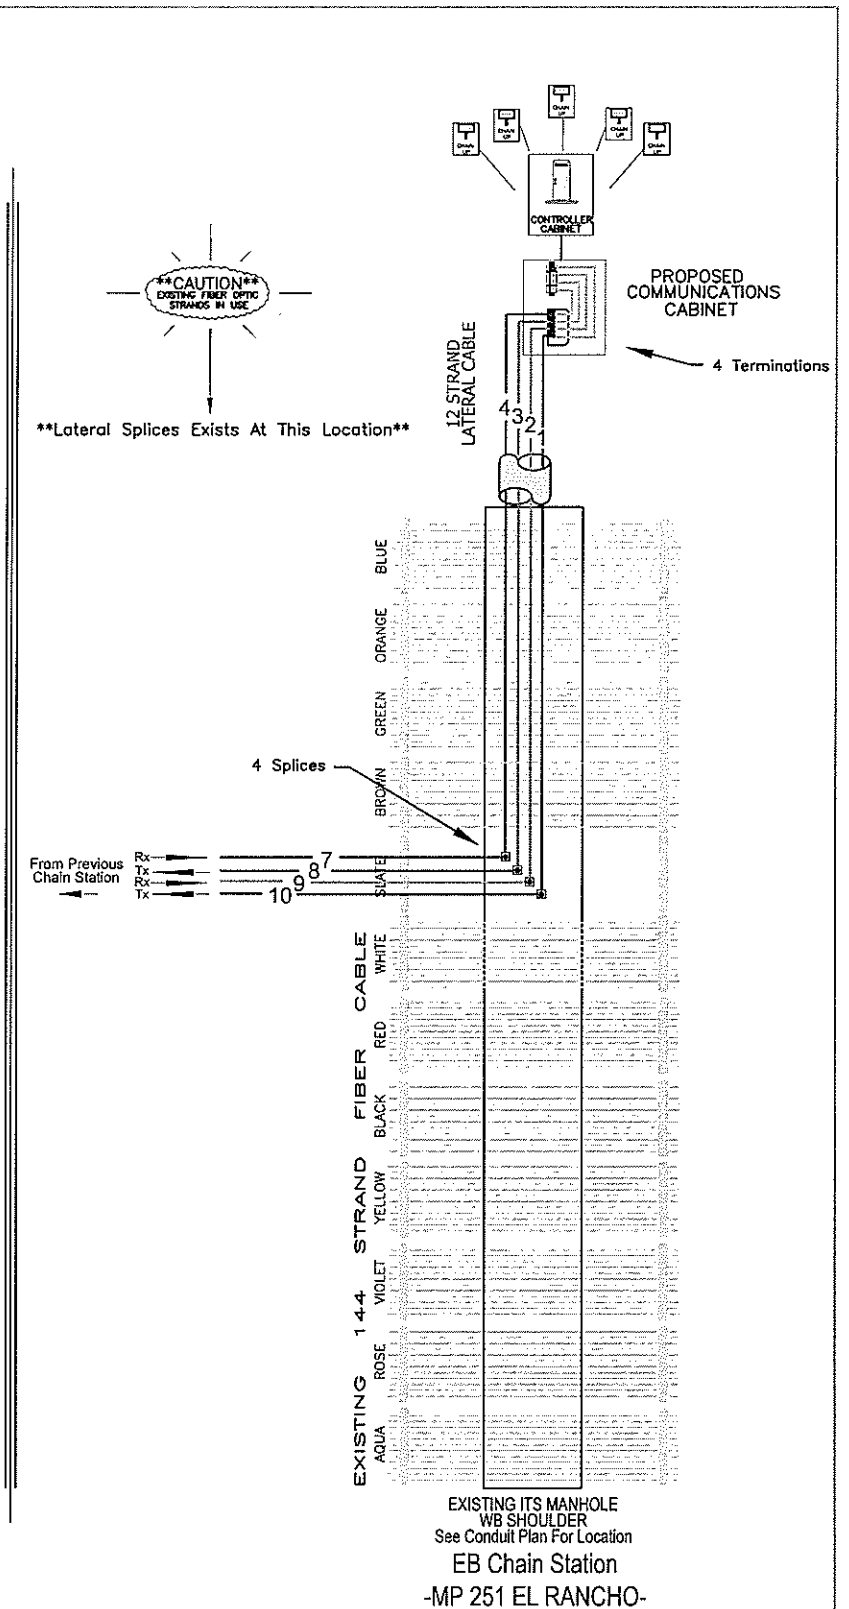 CHAIN
UP
CHAIN
UP
CHAIN
UP
CHAIN
UP
CHAIN
UP
CONTROLLER
CABINET
PROPOSED
COMMUNICATIONS
CABINET
4 Terminations
**CAUTION**
EXISTING FIBER OPTIC
STRANDS IN USE
**Lateral Splices Exists At This Location**
12 STRAND
LATERAL CABLE
4
3
2
1
BLUE
ORANGE
GREEN
BROWN
SLATE
WHITE
RED
BLACK
YELLOW
VIOLET
ROSE
AQUA
4 Splices
From Previous
Chain Station
Rx
Tx
Rx
Tx
7
8
9
10
EXISTING 144 STRAND FIBER CABLE
EXISTING ITS MANHOLE
WB SHOULDER
See Conduit Plan For Location
EB Chain Station
-MP 251 EL RANCHO-